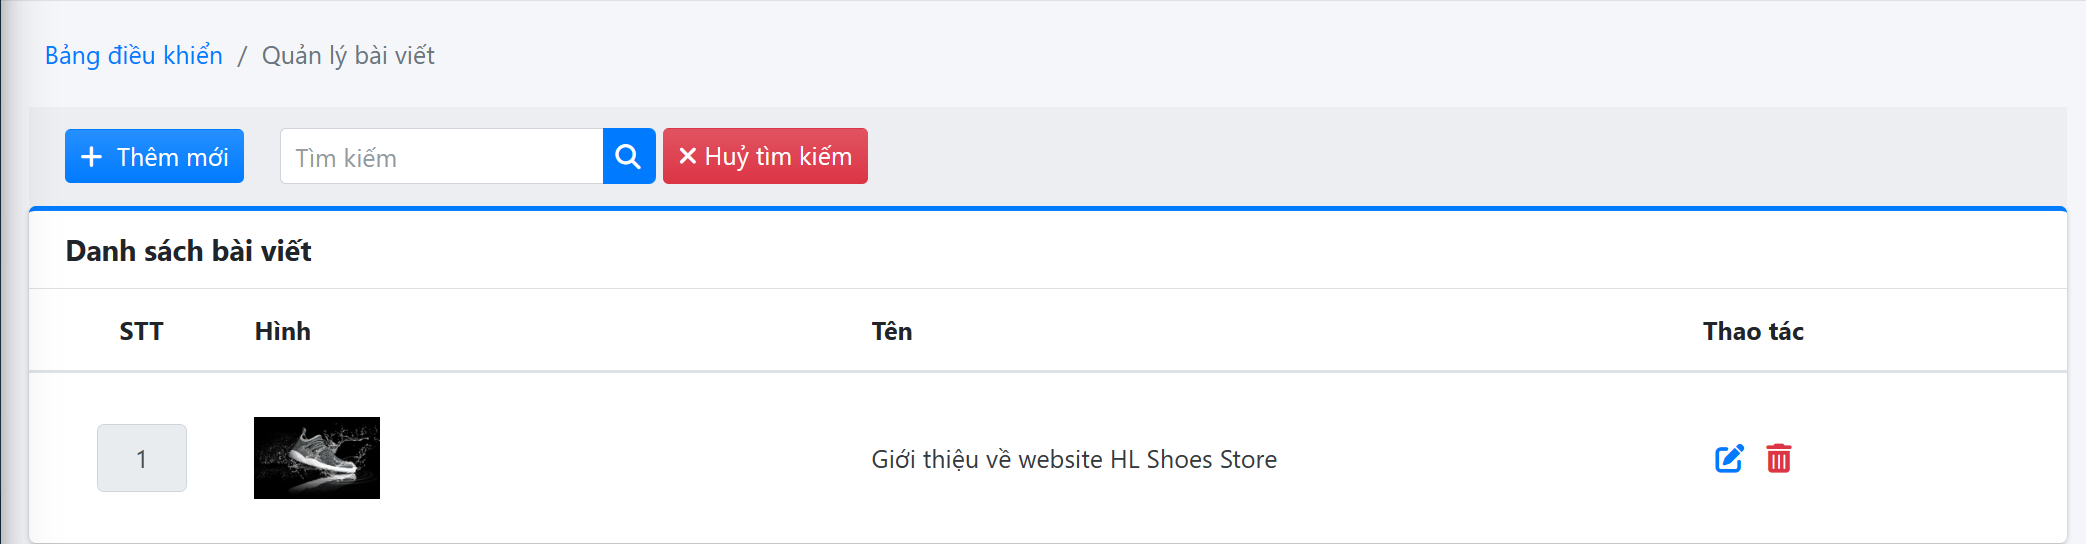 Bảng điều khiển / Quản lý bài viết
Thêm mới Tìm kiếm Huỷ tìm kiếm
Danh sách bài viết
STT Hình Tên Thao tác
1 Giới thiệu về website HL Shoes Store